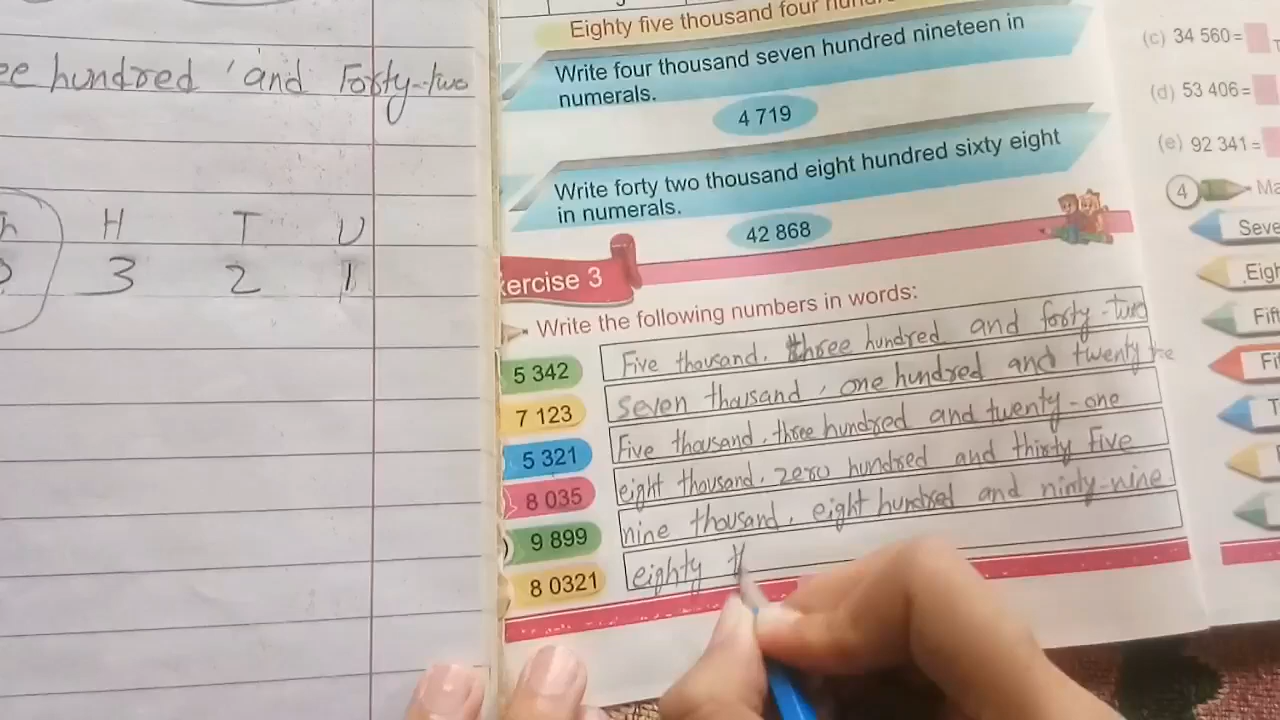 hundred 'and Forty-two
H T U
3 2 1
Eighty five thousand four
Write four thousand seven hundred nineteen in
numerals.
4 719
Write forty two thousand eight hundred sixty eight
in numerals.
42 868
ercise 3
Write the following numbers in words:
5 342 Five thousand, three hundred and forty-two
7 123 seven thousand, one hundred and twenty
5 321 Five thousand, three hundred and twenty-one
8 035 eight thousand, zero hundred and thirty Five
9 899 nine thousand, eight hundred and ninty-nine
8 0321 eighty t
(c) 34 560=
(d) 53 406=
(e) 92 341=
4 Ma
Seve
Eigh
Fift
Fi
T